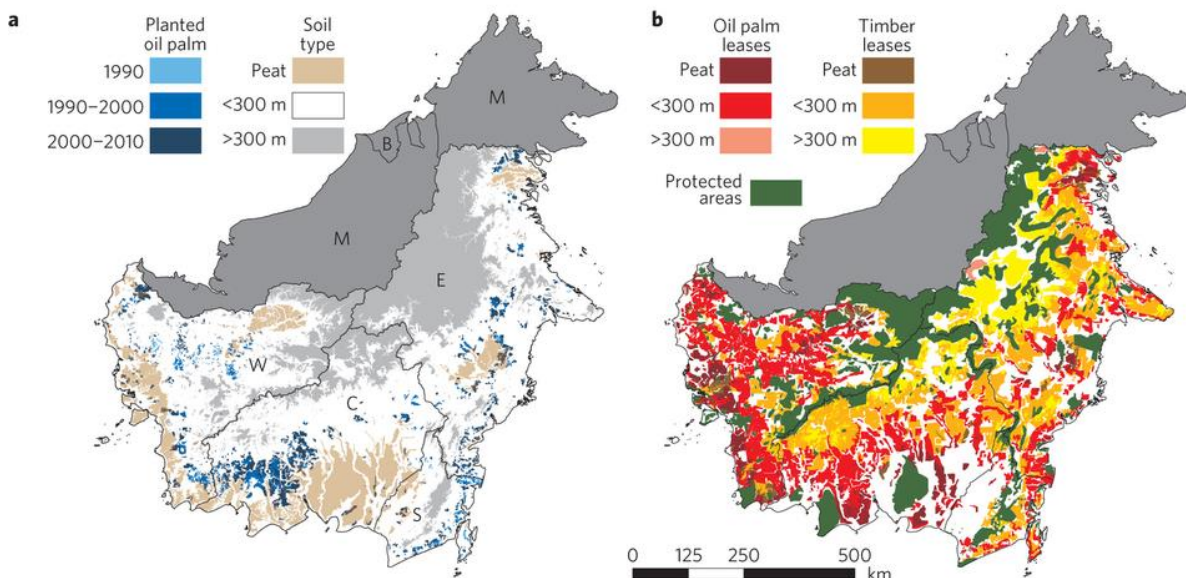 a
Planted oil palm
Soil type
1990
Peat
1990–2000
<300 m
2000–2010
>300 m
M
B
M
E
W
C
S
b
Oil palm leases
Timber leases
Peat
Peat
<300 m
<300 m
>300 m
>300 m
Protected areas
0 125 250 500
km